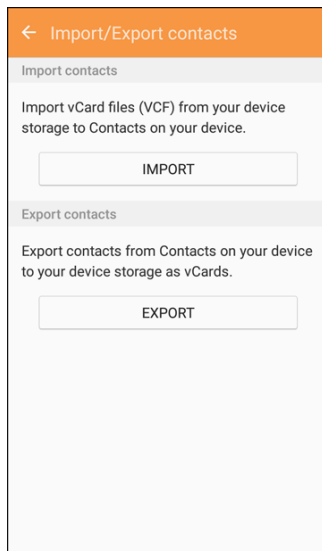 Import/Export contacts
Import contacts
Import vCard files (VCF) from your device
storage to Contacts on your device.
IMPORT
Export contacts
Export contacts from Contacts on your device
to your device storage as vCards.
EXPORT